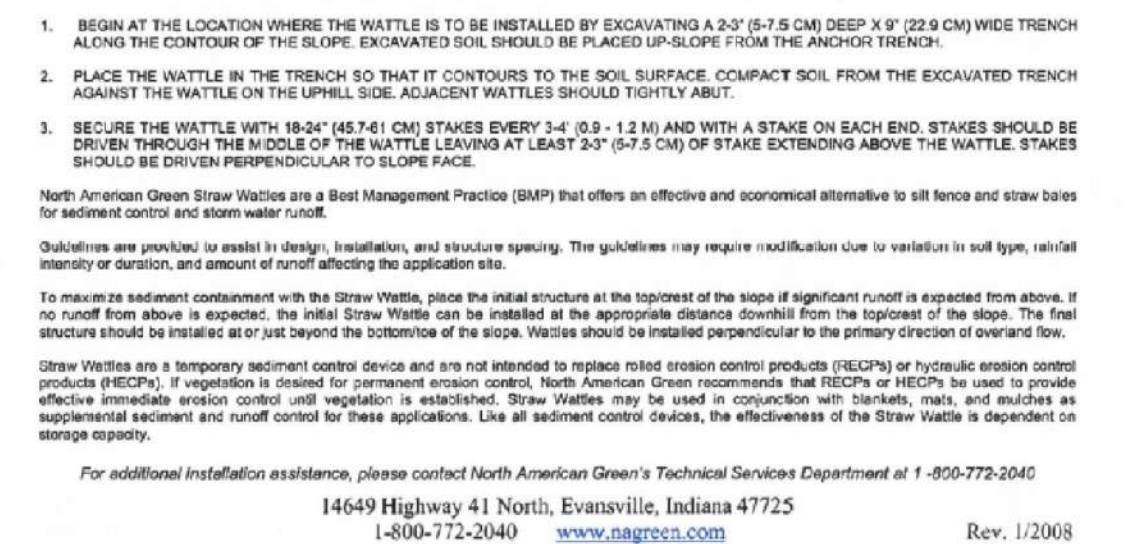 1. BEGIN AT THE LOCATION WHERE THE WATTLE IS TO BE INSTALLED BY EXCAVATING A 2-3" (5-7.5 CM) DEEP X 9" (22.9 CM) WIDE TRENCH
ALONG THE CONTOUR OF THE SLOPE. EXCAVATED SOIL SHOULD BE PLACED UP-SLOPE FROM THE ANCHOR TRENCH.
2. PLACE THE WATTLE IN THE TRENCH SO THAT IT CONTOURS TO THE SOIL SURFACE. COMPACT SOIL FROM THE EXCAVATED TRENCH
AGAINST THE WATTLE ON THE UPHILL SIDE. ADJACENT WATTLES SHOULD TIGHTLY ABUT.
3. SECURE THE WATTLE WITH 18-24" (45.7-61 CM) STAKES EVERY 3-4' (0.9 - 1.2 M) AND WITH A STAKE ON EACH END. STAKES SHOULD BE
DRIVEN THROUGH THE MIDDLE OF THE WATTLE LEAVING AT LEAST 2-3" (5-7.5 CM) OF STAKE EXTENDING ABOVE THE WATTLE. STAKES
SHOULD BE DRIVEN PERPENDICULAR TO SLOPE FACE.
North American Green Straw Wattles are a Best Management Practice (BMP) that offers an effective and economical alternative to silt fence and straw bales
for sediment control and storm water runoff.
Guidelines are provided to assist in design, installation, and structure spacing. The guidelines may require modification due to variation in soil type, rainfall
intensity or duration, and amount of runoff affecting the application site.
To maximize sediment containment with the Straw Wattle, place the initial structure at the top/crest of the slope if significant runoff is expected from above. If
no runoff from above is expected, the initial Straw Wattle can be installed at the appropriate distance downhill from the top/crest of the slope. The final
structure should be installed at or just beyond the bottom/toe of the slope. Wattles should be installed perpendicular to the primary direction of overland flow.
Straw Wattles are a temporary sediment control device and are not intended to replace rolled erosion control products (RECPs) or hydraulic erosion control
products (HECPs). If vegetation is desired for permanent erosion control, North American Green recommends that RECPs or HECPs be used to provide
effective immediate erosion control until vegetation is established. Straw Wattles may be used in conjunction with blankets, mats, and mulches as
supplemental sediment and runoff control for these applications. Like all sediment control devices, the effectiveness of the Straw Wattle is dependent on
storage capacity.
For additional installation assistance, please contact North American Green's Technical Services Department at 1 -800-772-2040
14649 Highway 41 North, Evansville, Indiana 47725
1-800-772-2040 www.nagreen.com Rev. 1/2008